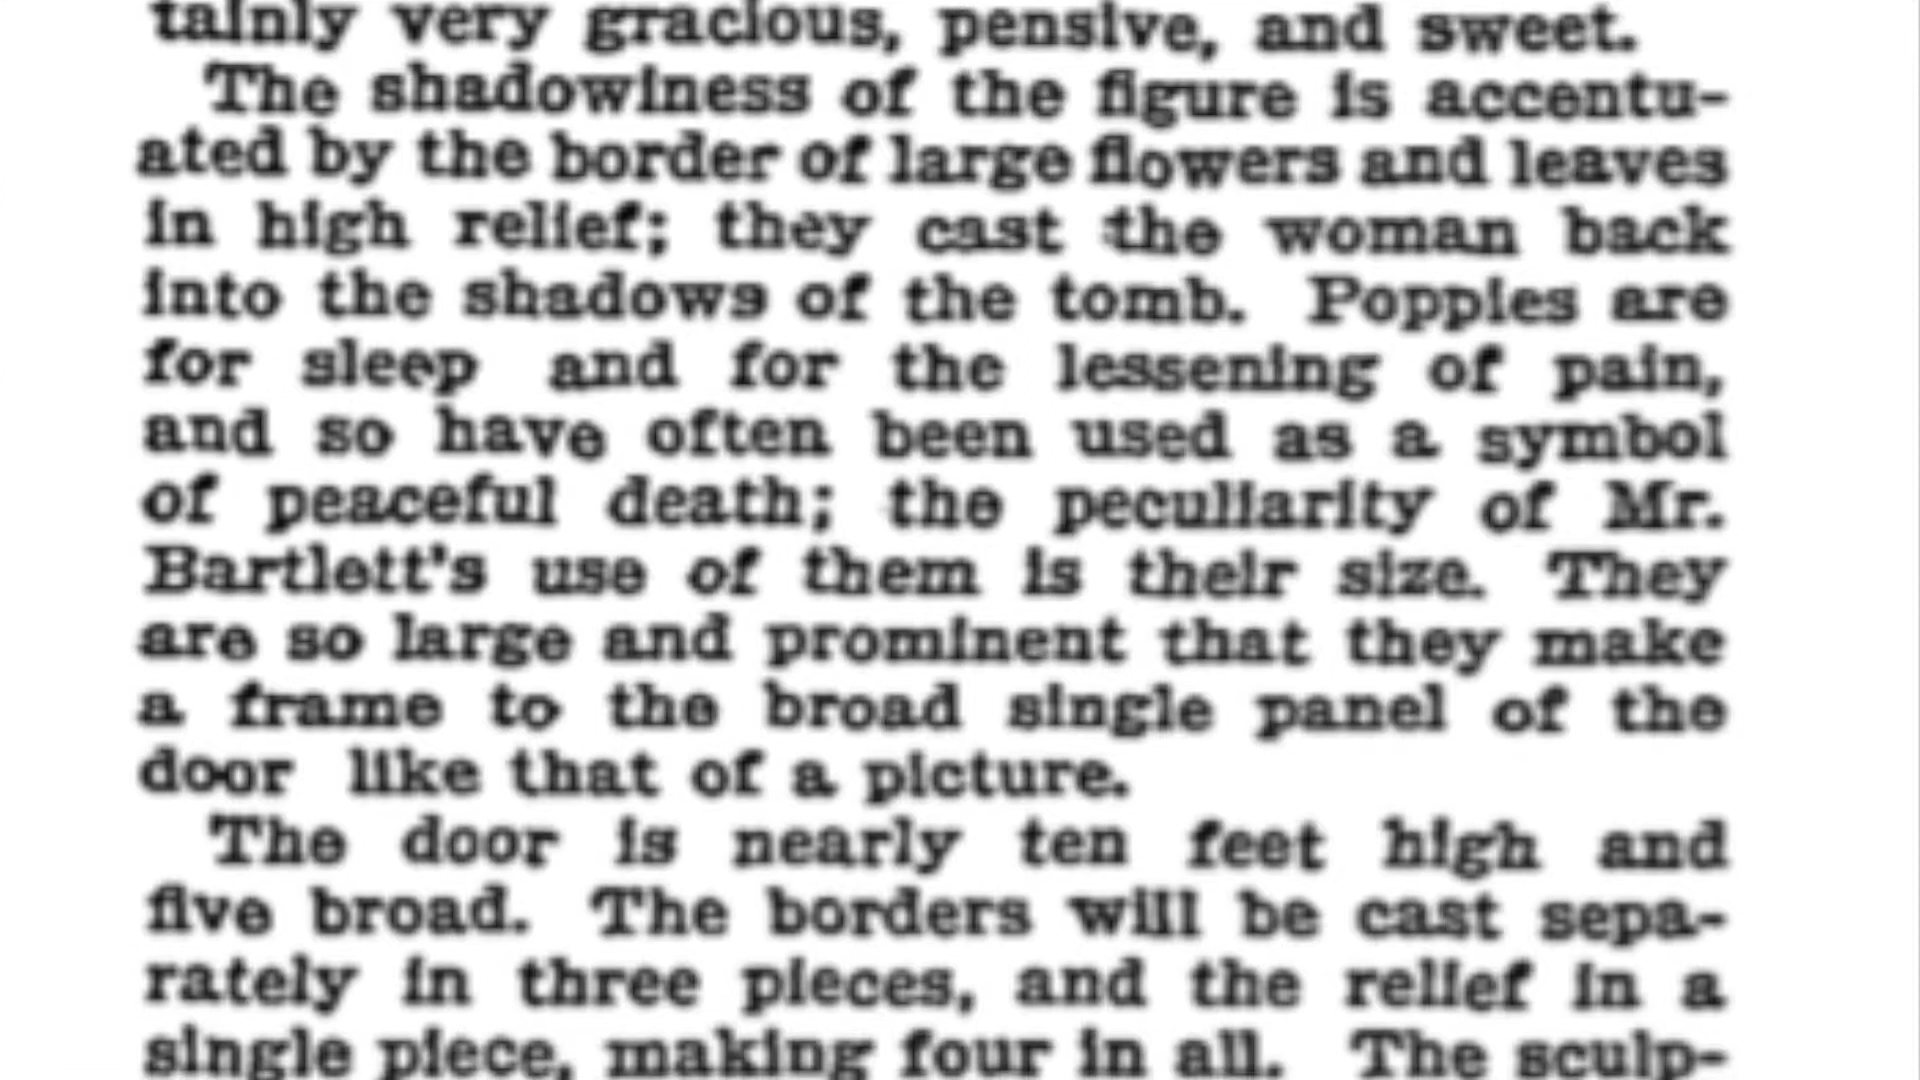 tainly very gracious, pensive, and sweet.
The shadowiness of the figure is accentu-
ated by the border of large flowers and leaves
in high relief; they cast the woman back
into the shadows of the tomb. Poppies are
for sleep and for the lessening of pain,
and so have often been used as a symbol
of peaceful death; the peculiarity of Mr.
Bartlett's use of them is their size. They
are so large and prominent that they make
a frame to the broad single panel of the
door like that of a picture.
The door is nearly ten feet high and
five broad. The borders will be cast sepa-
rately in three pieces, and the relief in a
single piece, making four in all. The sculp-